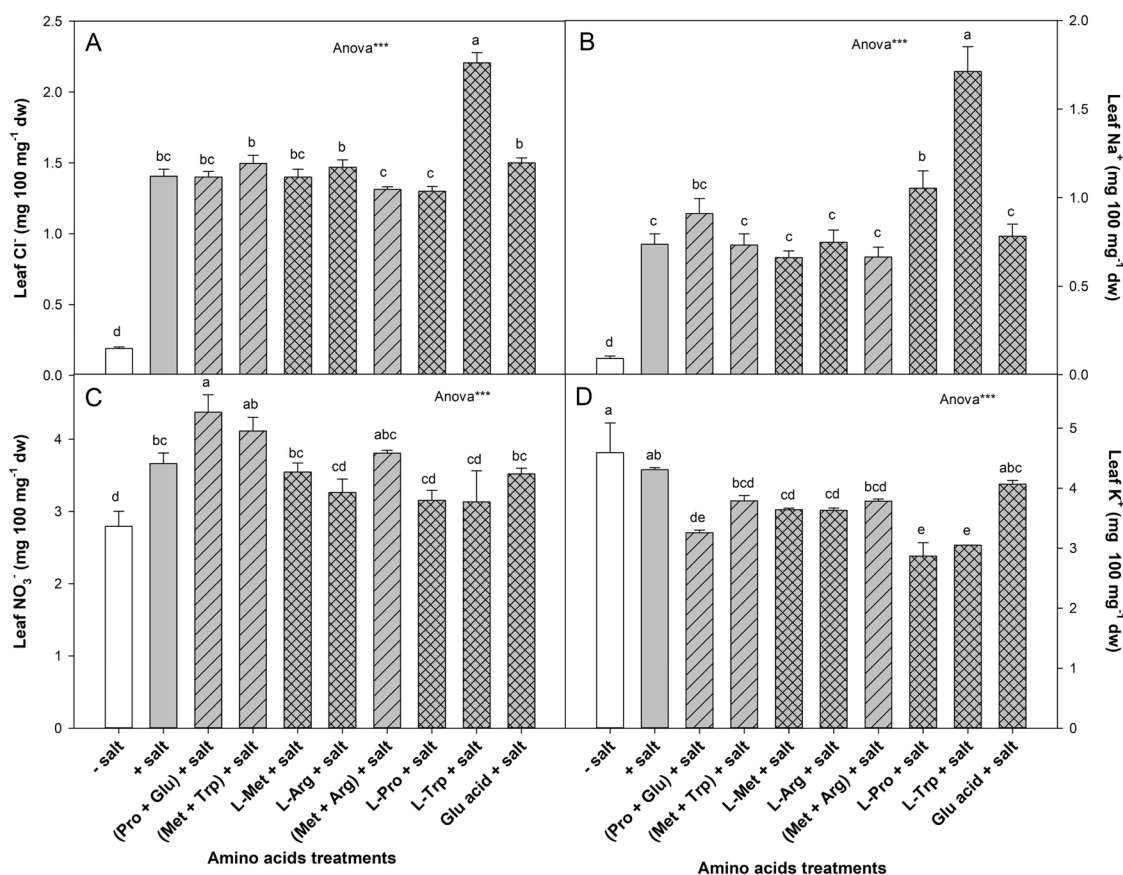 A
Anova***
Leaf Cl- (mg 100 mg-1 dw)
2.5
2.0
1.5
1.0
0.5
0.0
d
bc
bc
b
bc
b
c
c
a
b
B
Anova***
Leaf Na+ (mg 100 mg-1 dw)
2.0
1.5
1.0
0.5
0.0
d
c
bc
c
c
c
c
b
a
c
C
Anova***
Leaf NO3- (mg 100 mg-1 dw)
4
3
2
1
0
d
bc
a
ab
bc
cd
abc
cd
cd
bc
D
Anova***
Leaf K+ (mg 100 mg-1 dw)
5
4
3
2
1
0
a
ab
de
bcd
cd
cd
bcd
e
e
abc
- salt
+ salt
(Pro + Glu) + salt
(Met + Trp) + salt
L-Met + salt
L-Arg + salt
(Met + Arg) + salt
L-Pro + salt
L-Trp + salt
Glu acid + salt
Amino acids treatments
- salt
+ salt
(Pro + Glu) + salt
(Met + Trp) + salt
L-Met + salt
L-Arg + salt
(Met + Arg) + salt
L-Pro + salt
L-Trp + salt
Glu acid + salt
Amino acids treatments